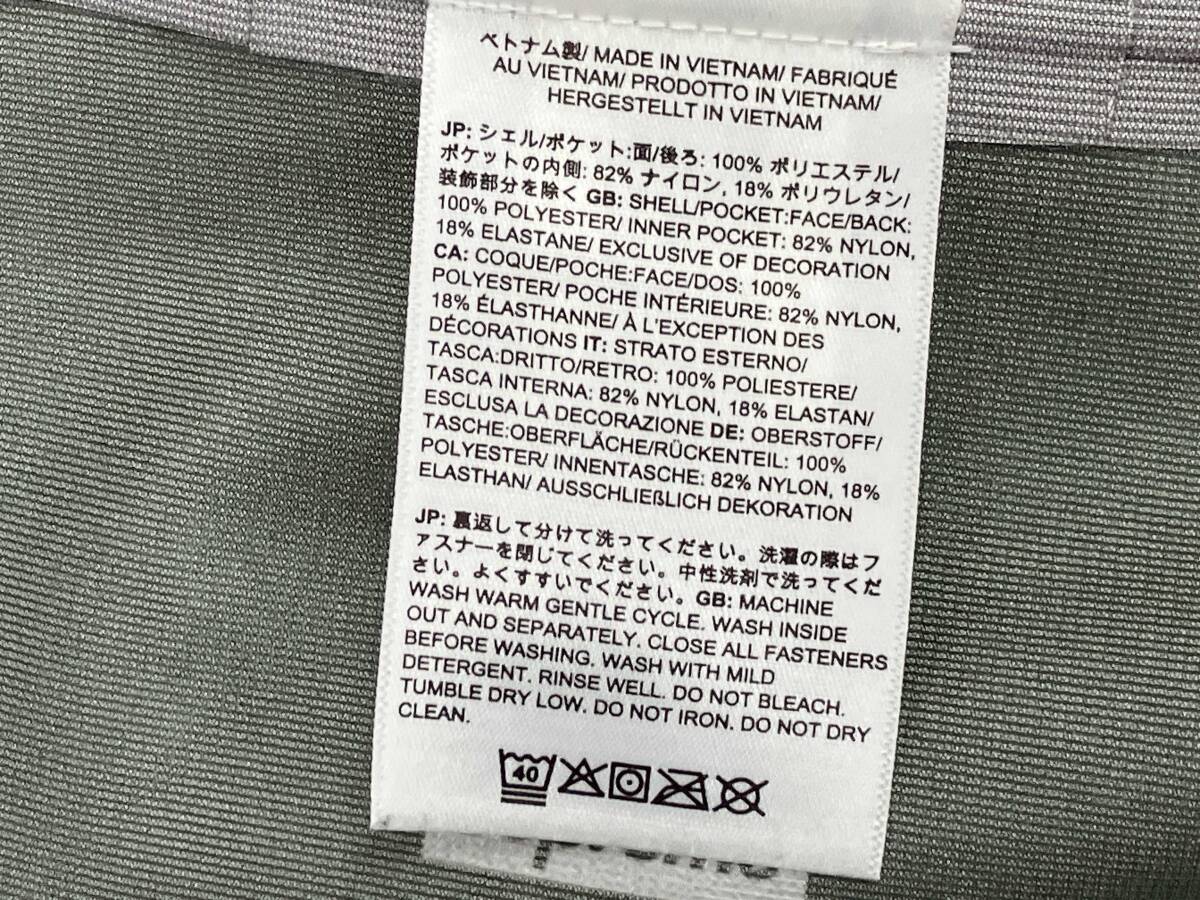 ベトナム製/ MADE IN VIETNAM/ FABRIQUÉ
AU VIETNAM/ PRODOTTO IN VIETNAM/
HERGESTELLT IN VIETNAM
JP: シェル/ポケット:面/後ろ: 100% ポリエステル/
ポケットの内側: 82% ナイロン, 18% ポリウレタン/
装飾部分を除く GB: SHELL/POCKET:FACE/BACK:
100% POLYESTER/ INNER POCKET: 82% NYLON,
18% ELASTANE/ EXCLUSIVE OF DECORATION
CA: COQUE/POCHE:FACE/DOS: 100%
POLYESTER/ POCHE INTÉRIEURE: 82% NYLON,
18% ÉLASTHANNE/ À L'EXCEPTION DES
DÉCORATIONS IT: STRATO ESTERNO/
TASCA:DRITTO/RETRO: 100% POLIESTERE/
TASCA INTERNA: 82% NYLON, 18% ELASTAN/
ESCLUSA LA DECORAZIONE DE: OBERSTOFF/
TASCHE:OBERFLÄCHE/RÜCKENTEIL: 100%
POLYESTER/ INNENTASCHE: 82% NYLON, 18%
ELASTHAN/ AUSSCHLIEßLICH DEKORATION
JP: 裏返して分けて洗ってください。洗濯の際はフ
ァスナーを閉じてください。中性洗剤で洗ってくだ
さい。よくすすいでください。GB: MACHINE
WASH WARM GENTLE CYCLE. WASH INSIDE
OUT AND SEPARATELY. CLOSE ALL FASTENERS
BEFORE WASHING. WASH WITH MILD
DETERGENT. RINSE WELL. DO NOT BLEACH.
TUMBLE DRY LOW. DO NOT IRON. DO NOT DRY
CLEAN.
40